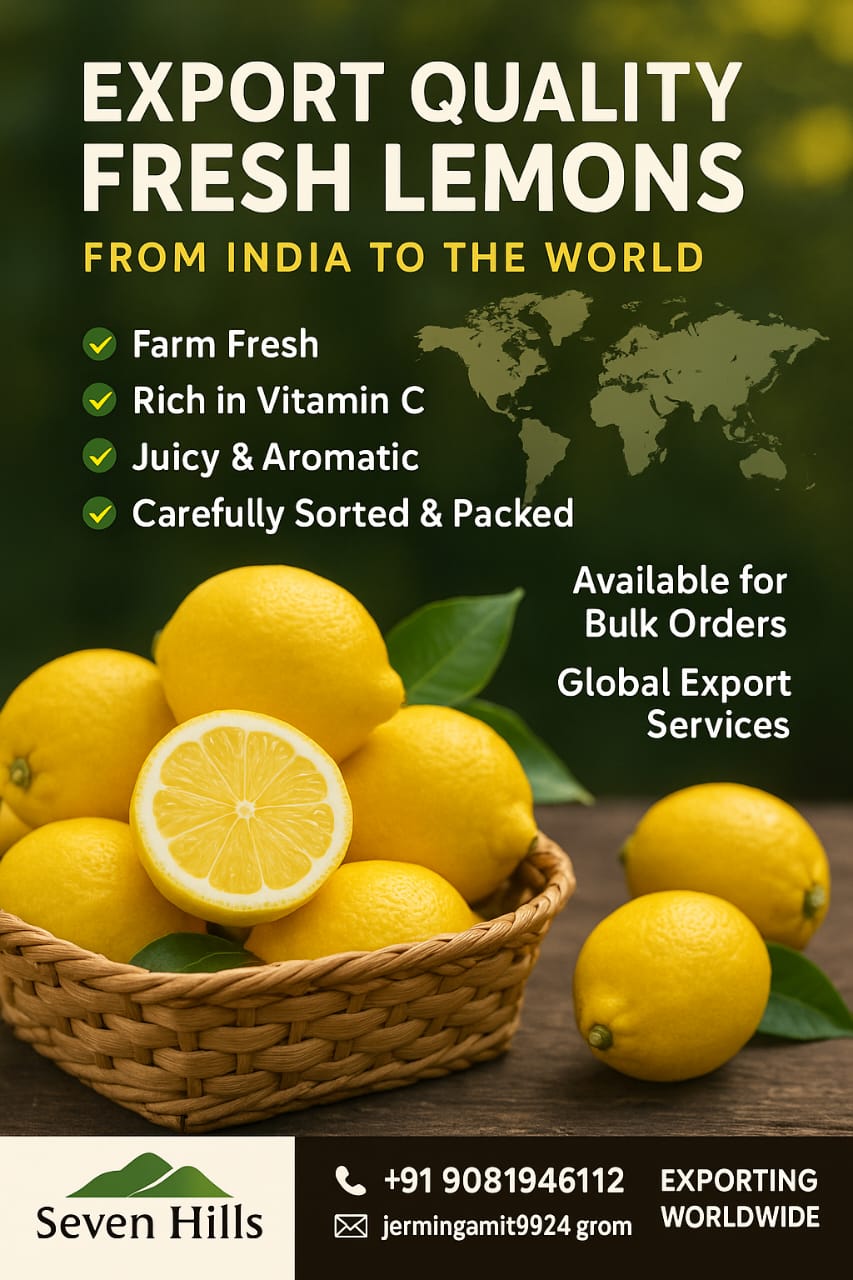 EXPORT QUALITY
FRESH LEMONS
FROM INDIA TO THE WORLD
Farm Fresh
Rich in Vitamin C
Juicy & Aromatic
Carefully Sorted & Packed
Available for
Bulk Orders
Global Export
Services
Seven Hills
+91 9081946112
jermingamit9924 grom
EXPORTING
WORLDWIDE